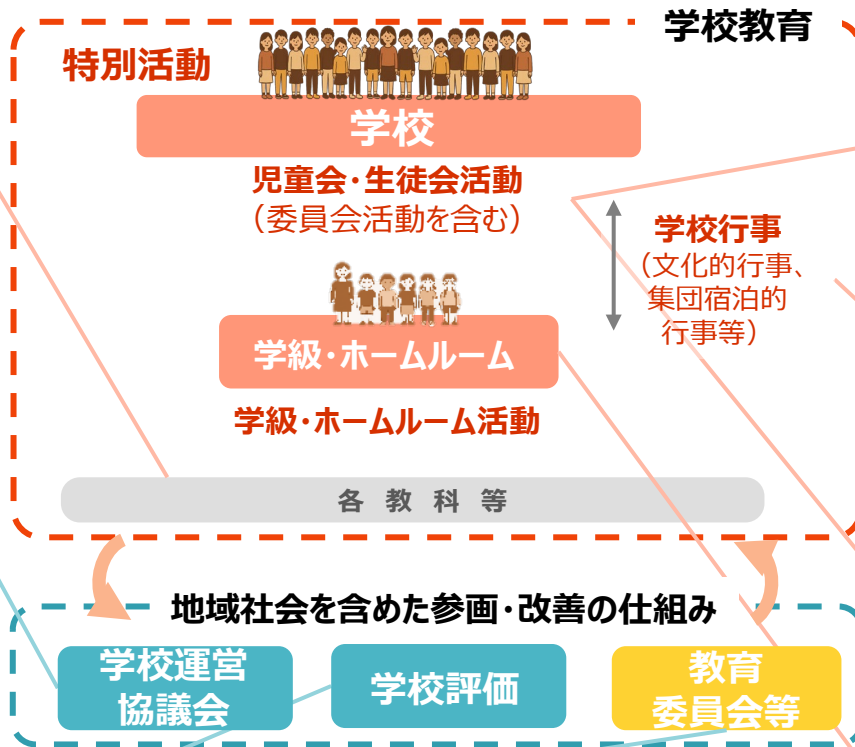 学校教育
特別活動
学校
児童会・生徒会活動
（委員会活動を含む）
学校行事
（文化的行事、
集団宿泊的
行事等）
学級・ホームルーム
学級・ホームルーム活動
各教科等
地域社会を含めた参画・改善の仕組み
学校運営
協議会
学校評価
教育
委員会等